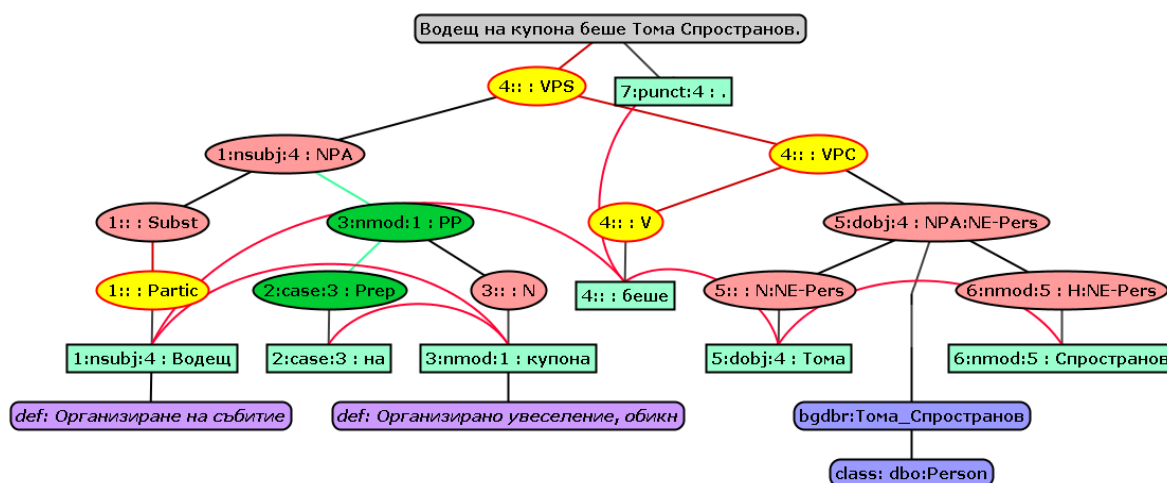 Водещ на купона беше Тома Спространов.
4:: : VPS
7:punct:4 : .
1:nsubj:4 : NPA
4:: : VPC
1:: : Subst
3:nmod:1 : PP
4:: : V
5:dobj:4 : NPA:NE-Pers
1:: : Partic
2:case:3 : Prep
3:: : N
4:: : беше
5:: : N:NE-Pers
6:nmod:5 : H:NE-Pers
1:nsubj:4 : Водещ
2:case:3 : на
3:nmod:1 : купона
5:dobj:4 : Тома
6:nmod:5 : Спространов
def: Организиране на събитие
def: Организирано увеселение, обикн
bgdbr:Тома_Спространов
class: dbo:Person